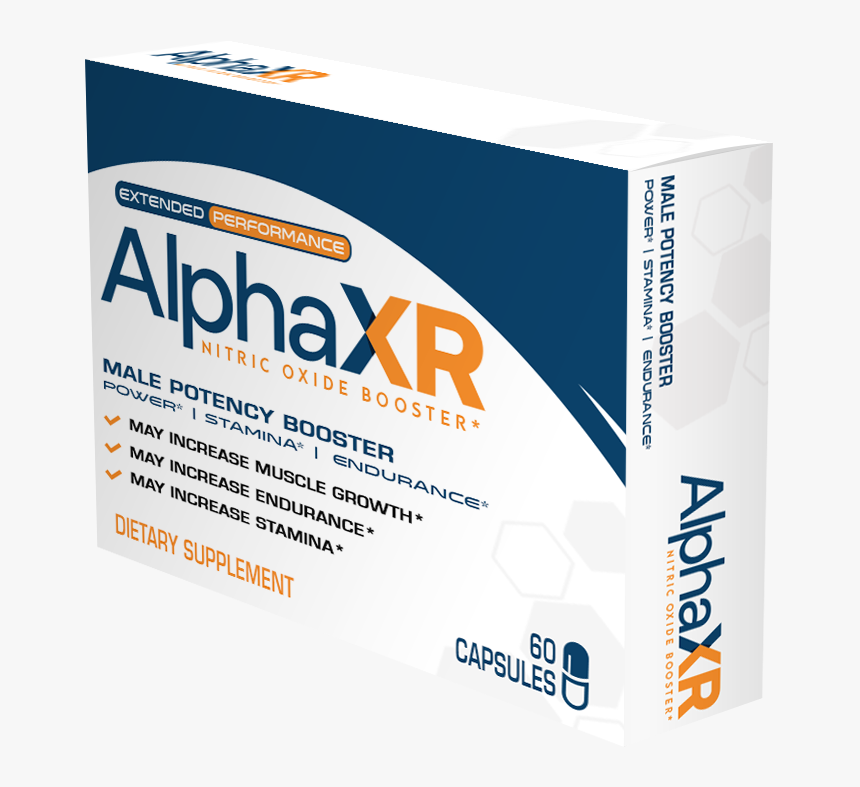 AlphaXR
EXTENDED PERFORMANCE
AlphaXR
NITRIC OXIDE BOOSTER*
MALE POTENCY BOOSTER
POWER* | STAMINA* | ENDURANCE*
MAY INCREASE MUSCLE GROWTH*
MAY INCREASE ENDURANCE*
MAY INCREASE STAMINA*
DIETARY SUPPLEMENT
60
CAPSULES
MALE POTENCY BOOSTER
POWER* | STAMINA* | ENDURANCE*
AlphaXR
NITRIC OXIDE BOOSTER*